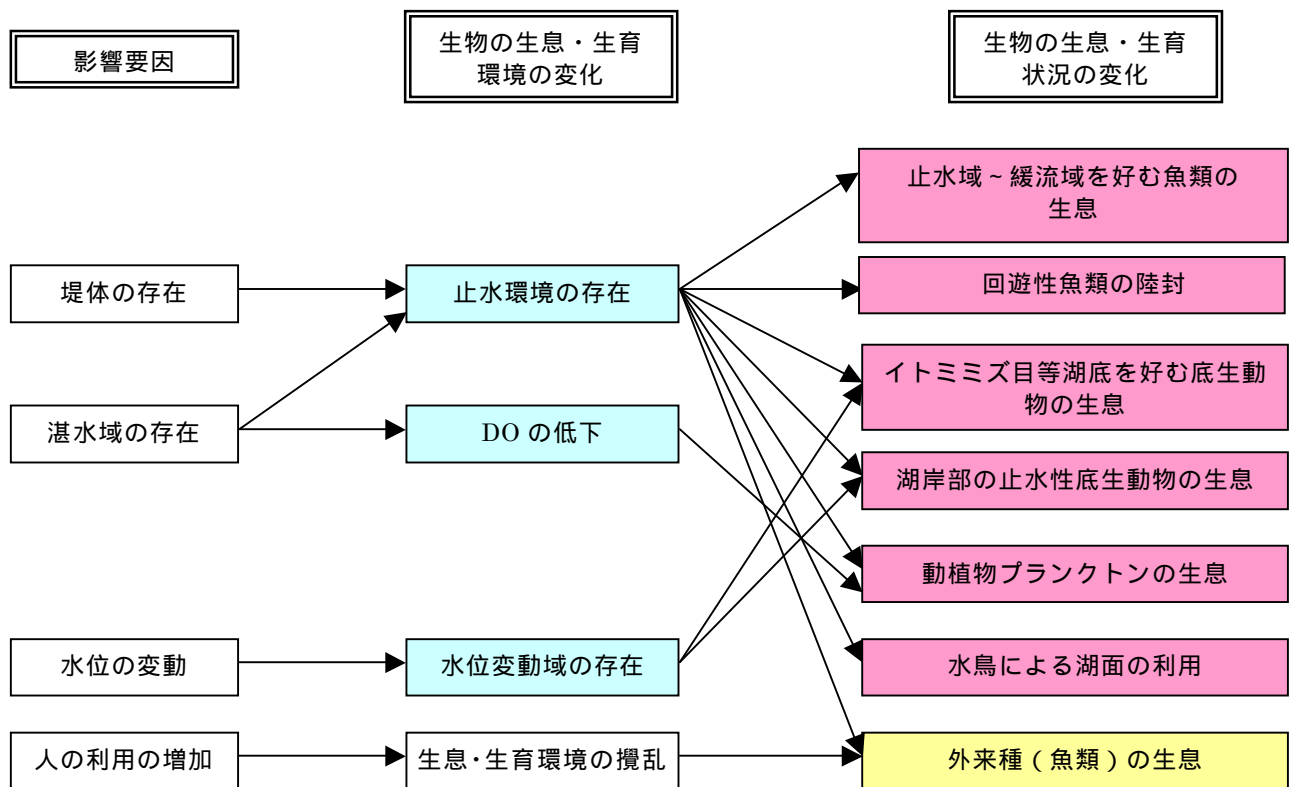 影響要因
生物の生息・生育
環境の変化
生物の生息・生育
状況の変化
止水域~緩流域を好む魚類の
生息
堤体の存在
止水環境の存在
回遊性魚類の陸封
イトミミズ目等湖底を好む底生動
物の生息
湛水域の存在
DO の低下
湖岸部の止水性底生動物の生息
動植物プランクトンの生息
水位の変動
水位変動域の存在
水鳥による湖面の利用
人の利用の増加
生息・生育環境の攪乱
外来種(魚類)の生息